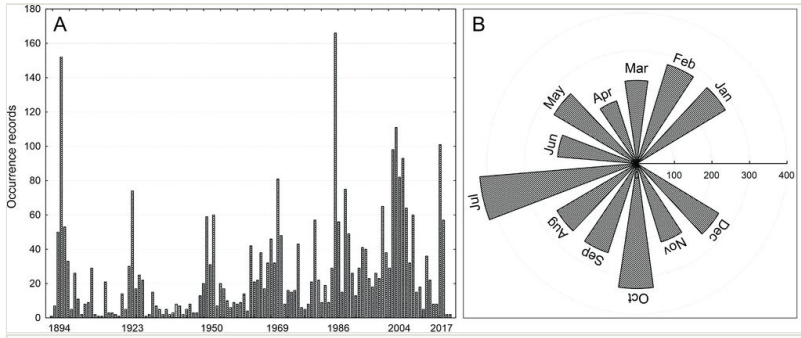 A
Occurrence records
180
160
140
120
100
80
60
40
20
0
1894
1923
1950
1969
1986
2004
2017
B
Jan
Feb
Mar
Apr
May
Jun
Jul
Aug
Sep
Oct
Nov
Dec
0
100
200
300
400